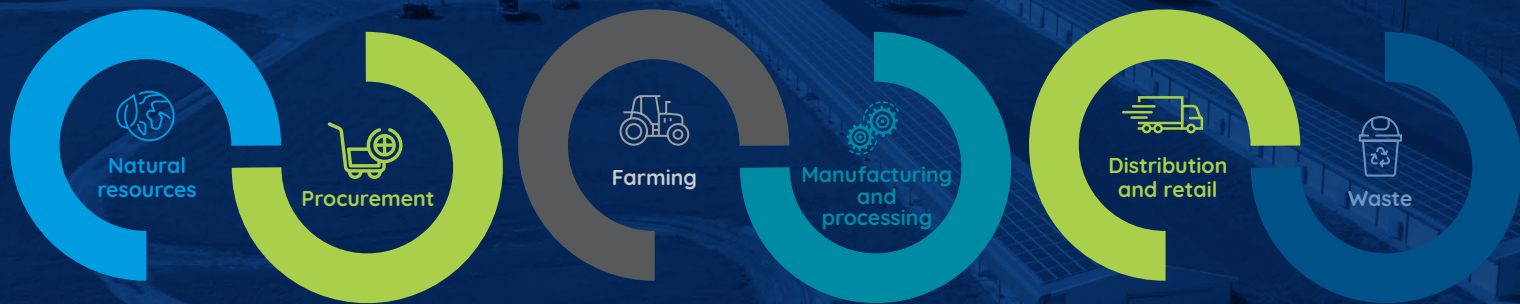 Natural
resources
Procurement
Farming
Manufacturing
and
processing
Distribution
and retail
Waste